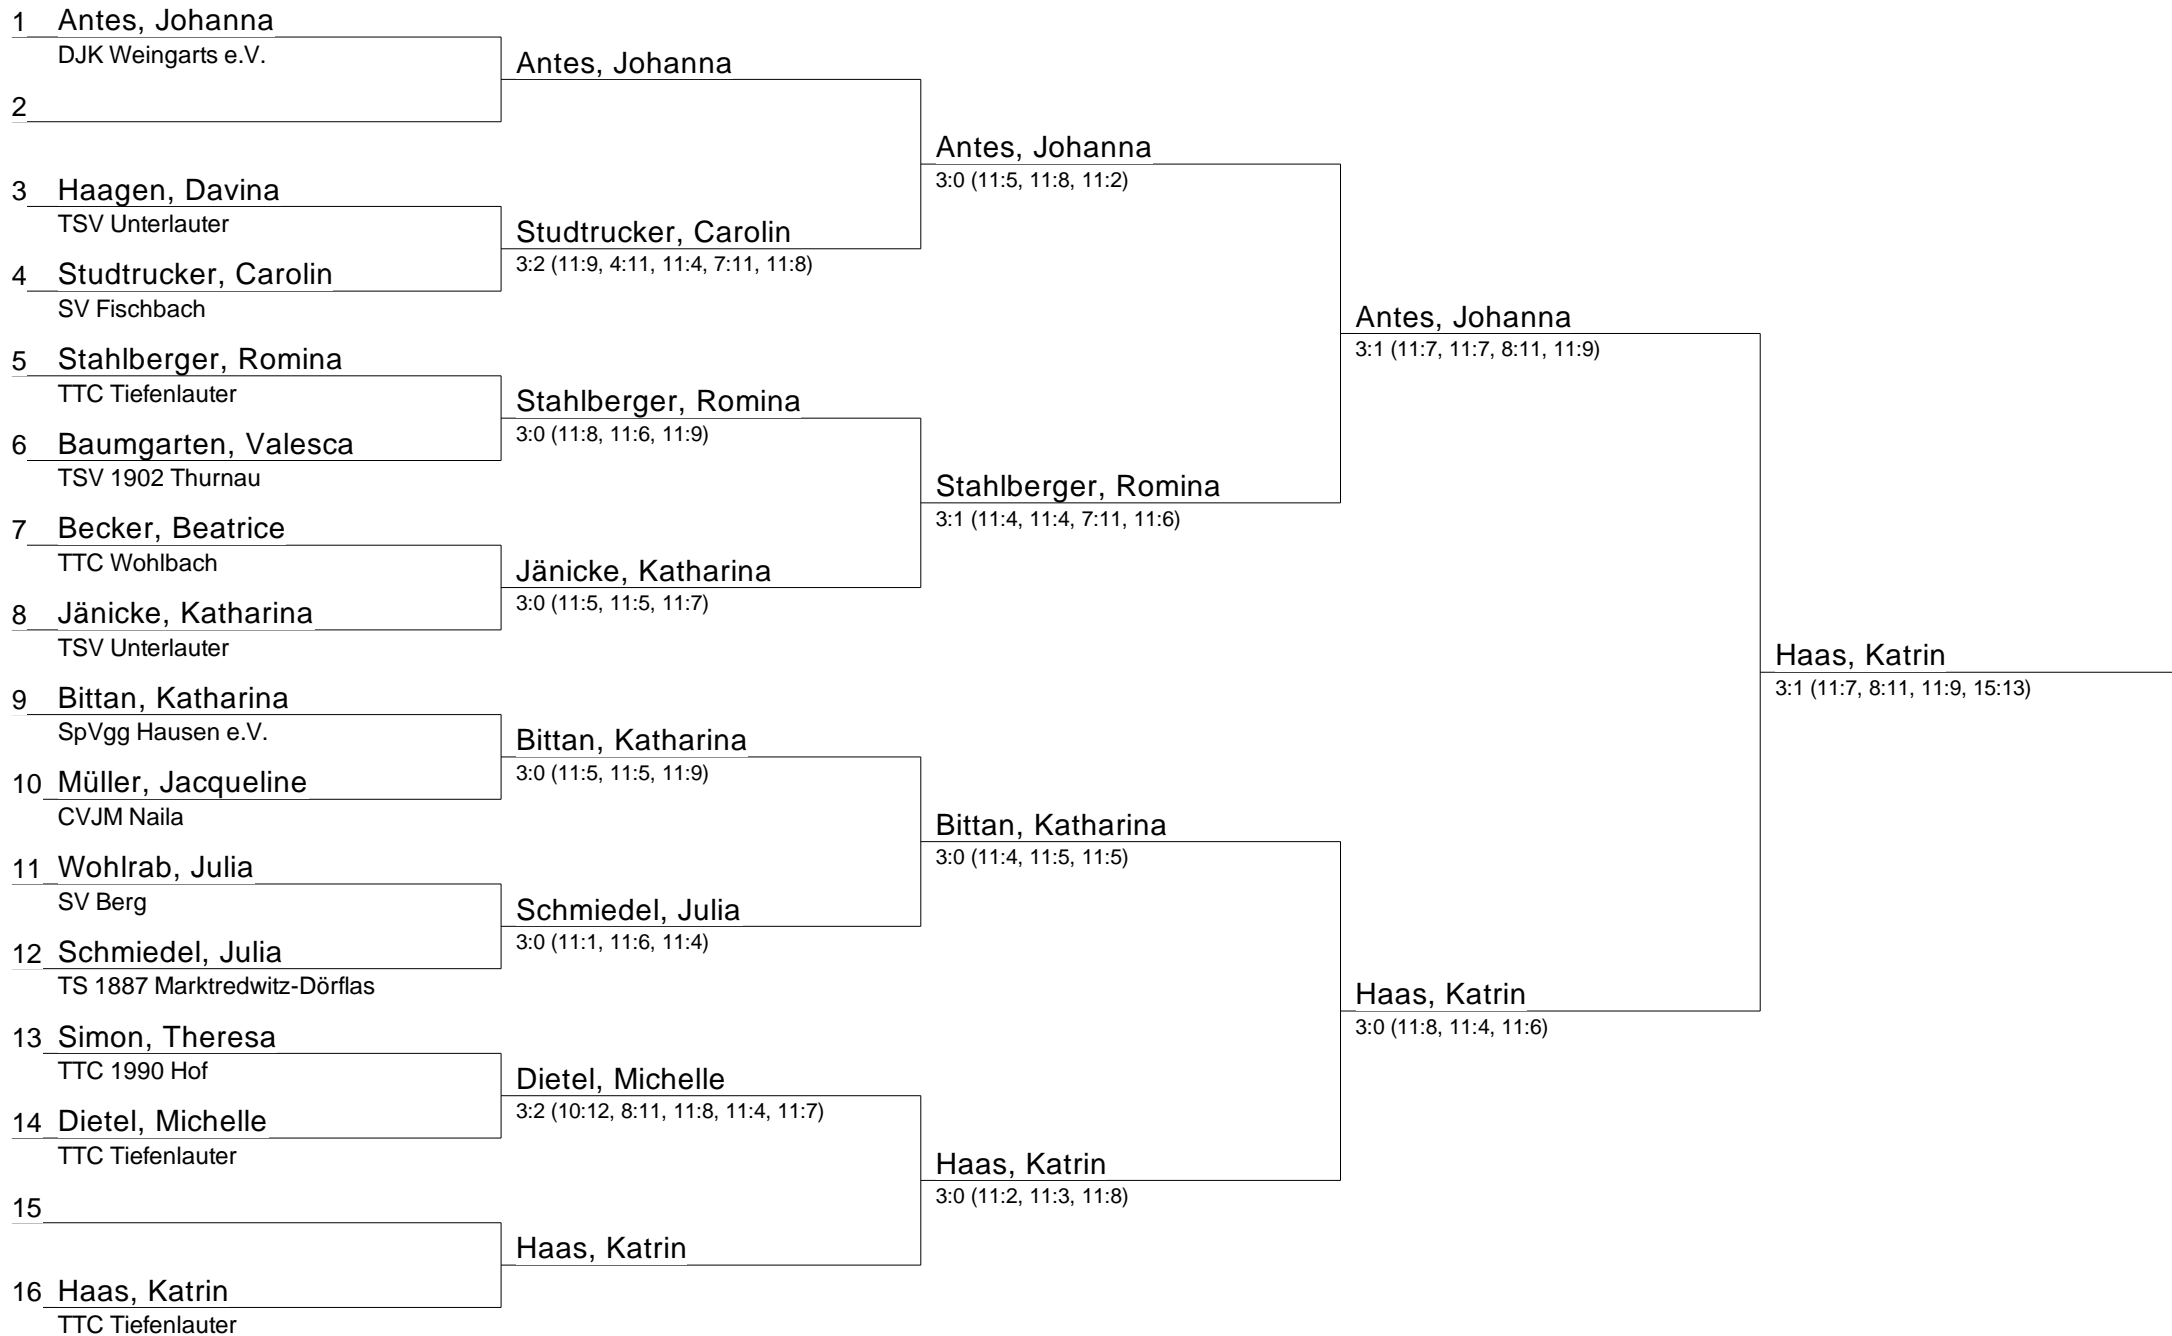 1 Antes, Johanna
DJK Weingarts e.V.
Antes, Johanna
2
Antes, Johanna
3:0 (11:5, 11:8, 11:2)
3 Haagen, Davina
TSV Unterlauter
Studtrucker, Carolin
3:2 (11:9, 4:11, 11:4, 7:11, 11:8)
4 Studtrucker, Carolin
SV Fischbach
Antes, Johanna
3:1 (11:7, 11:7, 8:11, 11:9)
5 Stahlberger, Romina
TTC Tiefenlauter
Stahlberger, Romina
3:0 (11:8, 11:6, 11:9)
6 Baumgarten, Valesca
TSV 1902 Thurnau
Stahlberger, Romina
3:1 (11:4, 11:4, 7:11, 11:6)
7 Becker, Beatrice
TTC Wohlbach
Jänicke, Katharina
3:0 (11:5, 11:5, 11:7)
8 Jänicke, Katharina
TSV Unterlauter
Haas, Katrin
3:1 (11:7, 8:11, 11:9, 15:13)
9 Bittan, Katharina
SpVgg Hausen e.V.
Bittan, Katharina
3:0 (11:5, 11:5, 11:9)
10 Müller, Jacqueline
CVJM Naila
Bittan, Katharina
3:0 (11:4, 11:5, 11:5)
11 Wohlrab, Julia
SV Berg
Schmiedel, Julia
3:0 (11:1, 11:6, 11:4)
12 Schmiedel, Julia
TS 1887 Marktredwitz-Dörflas
Haas, Katrin
3:0 (11:8, 11:4, 11:6)
13 Simon, Theresa
TTC 1990 Hof
Dietel, Michelle
3:2 (10:12, 8:11, 11:8, 11:4, 11:7)
14 Dietel, Michelle
TTC Tiefenlauter
Haas, Katrin
3:0 (11:2, 11:3, 11:8)
15
Haas, Katrin
16 Haas, Katrin
TTC Tiefenlauter